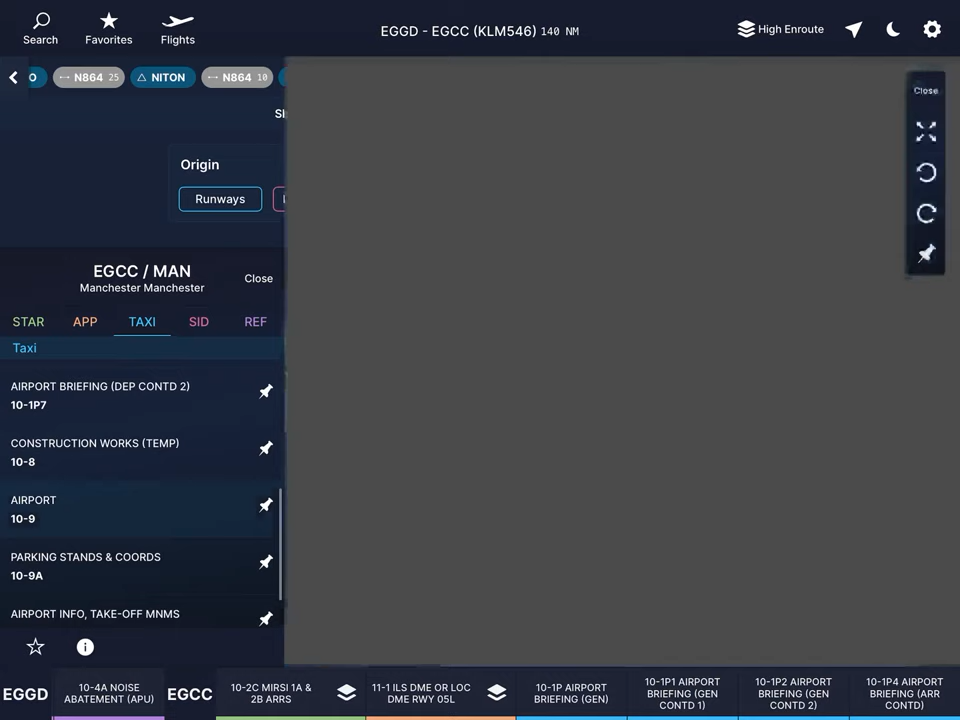 Search
Favorites
Flights
EGGD - EGCC (KLM546) 140 NM
High Enroute
O
N864 25
NITON
N864 10
Close
Origin
Runways
EGCC / MAN
Manchester Manchester
Close
STAR
APP
TAXI
SID
REF
Taxi
AIRPORT BRIEFING (DEP CONTD 2)
10-1P7
CONSTRUCTION WORKS (TEMP)
10-8
AIRPORT
10-9
PARKING STANDS & COORDS
10-9A
AIRPORT INFO, TAKE-OFF MNMS
EGGD
10-4A NOISE
ABATEMENT (APU)
EGCC
10-2C MIRSI 1A &
2B ARRS
11-1 ILS DME OR LOC
DME RWY 05L
10-1P AIRPORT
BRIEFING (GEN)
10-1P1 AIRPORT
BRIEFING (GEN
CONTD 1)
10-1P2 AIRPORT
BRIEFING (GEN
CONTD 2)
10-1P4 AIRPORT
BRIEFING (ARR
CONTD)